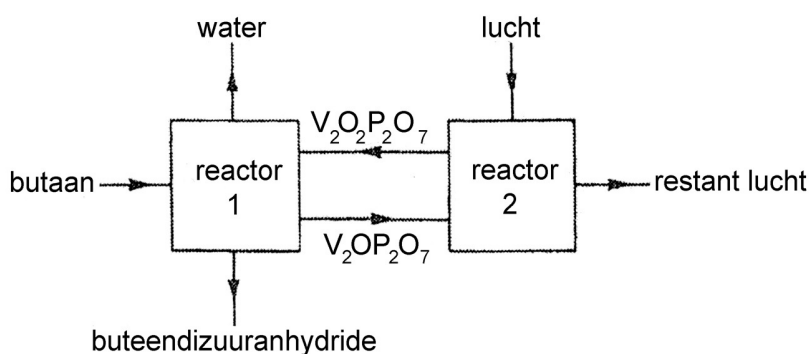 water
lucht
V₂O₂P₂O₇
butaan
reactor
1
reactor
2
restant lucht
V₂OP₂O₇
buteendizuuranhydride